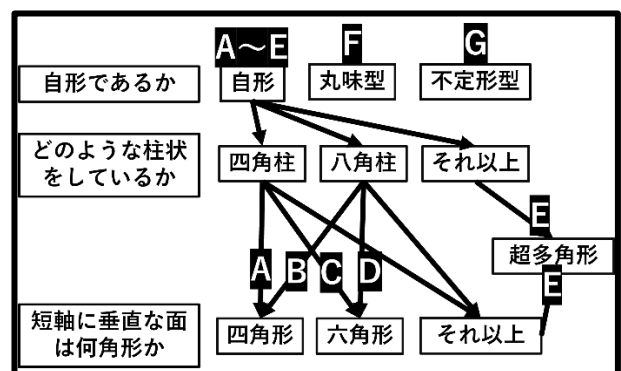 A～E
F
G
自形であるか
自形
丸味型
不定形型
どのような柱状
をしているか
四角柱
八角柱
それ以上
E
超多角形
A
B
C
D
E
短軸に垂直な面
は何角形か
四角形
六角形
それ以上